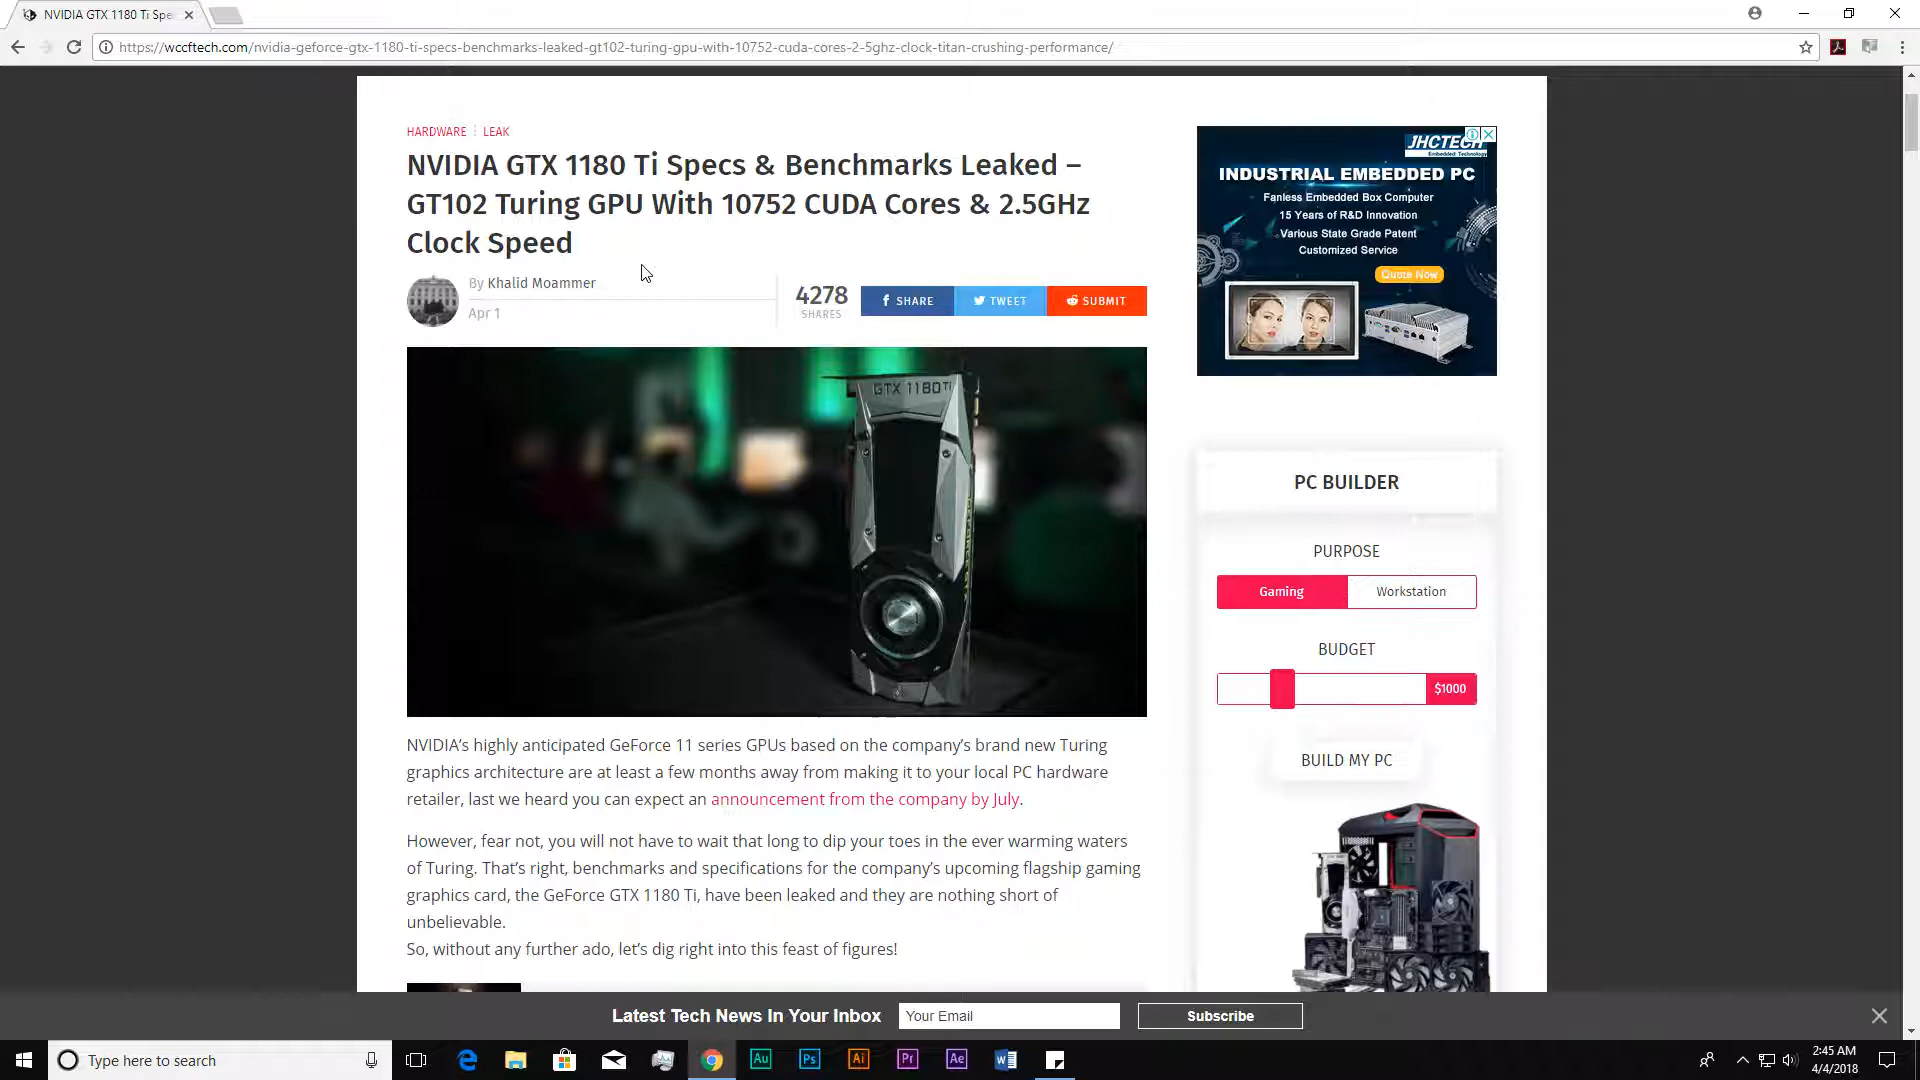 NVIDIA GTX 1180 Ti Spe
https://wccftech.com/nvidia-geforce-gtx-1180-ti-specs-benchmarks-leaked-gt102-turing-gpu-with-10752-cuda-cores-2-5ghz-clock-titan-crushing-performance/
HARDWARE LEAK
NVIDIA GTX 1180 Ti Specs & Benchmarks Leaked –
GT102 Turing GPU With 10752 CUDA Cores & 2.5GHz
Clock Speed
By Khalid Moammer
Apr 1
4278
SHARES
SHARE
TWEET
SUBMIT
GTX 1180Ti
NVIDIA's highly anticipated GeForce 11 series GPUs based on the company's brand new Turing
graphics architecture are at least a few months away from making it to your local PC hardware
retailer, last we heard you can expect an announcement from the company by July.
However, fear not, you will not have to wait that long to dip your toes in the ever warming waters
of Turing. That's right, benchmarks and specifications for the company's upcoming flagship gaming
graphics card, the GeForce GTX 1180 Ti, have been leaked and they are nothing short of
unbelievable.
So, without any further ado, let's dig right into this feast of figures!
JHCTECH
Embedded Technology
INDUSTRIAL EMBEDDED PC
Fanless Embedded Box Computer
15 Years of R&D Innovation
Various State Grade Patent
Customized Service
Quote Now
PC BUILDER
PURPOSE
Gaming
Workstation
BUDGET
$1000
BUILD MY PC
Latest Tech News In Your Inbox
Your Email
Subscribe
Type here to search
Au
Ps
Ai
Pr
Ae
2:45 AM
4/4/2018